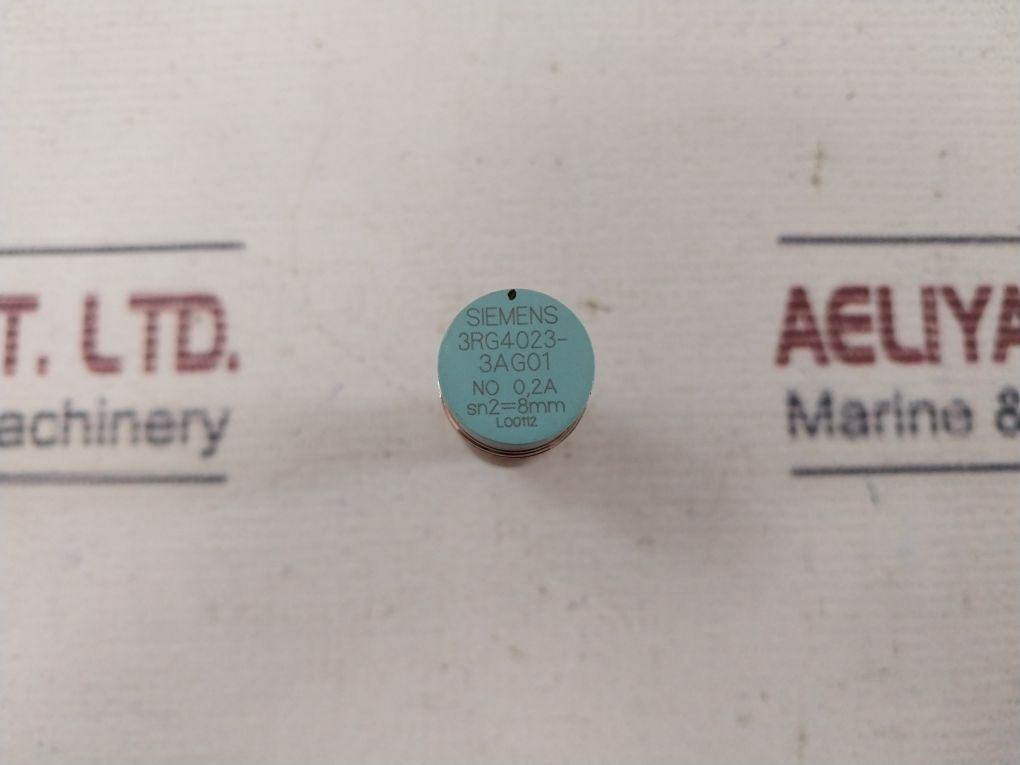 SIEMENS
3RG4023-
3AG01
NO 0,2A
sn2=8mm
L00112
T. LTD.
achinery
AELIYA
Marine &